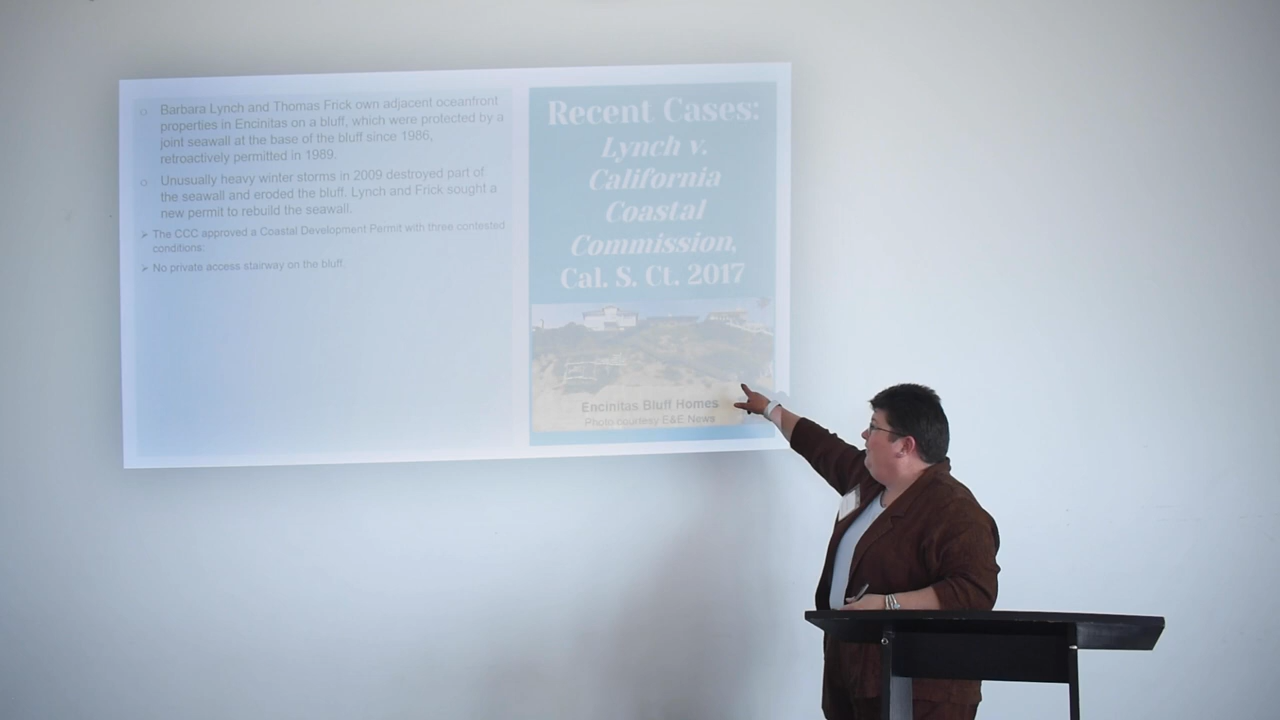 Barbara Lynch and Thomas Frick own adjacent oceanfront
properties in Encinitas on a bluff, which were protected by a
joint seawall at the base of the bluff since 1986,
retroactively permitted in 1989.
Unusually heavy winter storms in 2009 destroyed part of
the seawall and eroded the bluff. Lynch and Frick sought a
new permit to rebuild the seawall.
The CCC approved a Coastal Development Permit with three contested
conditions:
No private access stairway on the bluff.
Recent Cases:
Lynch v.
California
Coastal
Commission,
Cal. S. Ct. 2017
Encinitas Bluff Homes
Photo courtesy E&E News